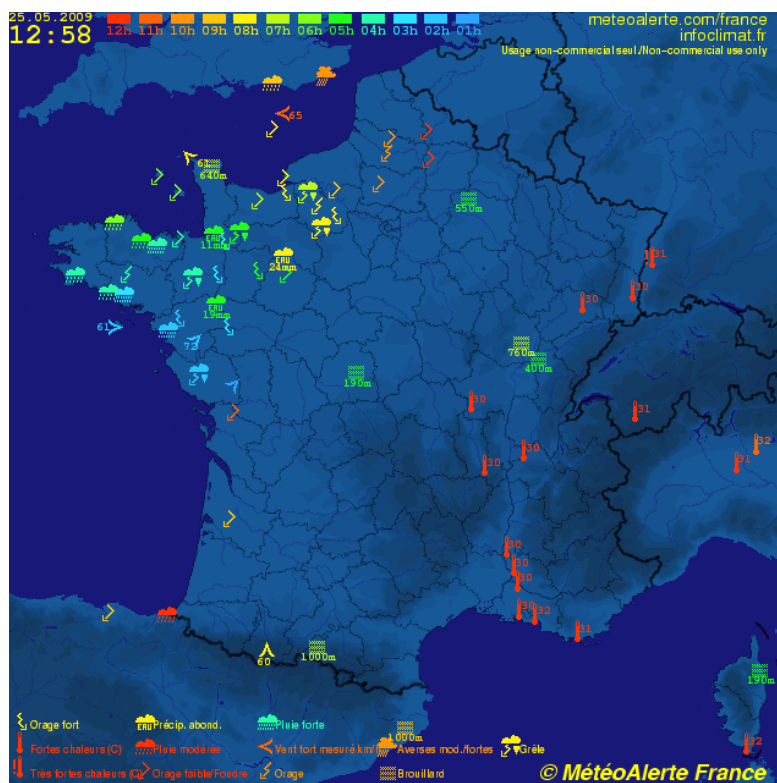 25.05.2009
12:58
12h 11h 10h 09h 08h 07h 06h 05h 04h 03h 02h 01h
meteoalerte.com/france
infoclimat.fr
Usage non-commercial seul /Non-commercial use only
65
640m
550m
11mm
24mm
31
19mm
30
30
61
72
760m
400m
190m
30
31
32
30
31
30
30
30
30
30
32
31
60
1000m
190m
1000m
32
Orage fort
Précip. abond.
Pluie forte
Fortes chaleurs (C)
Pluie modérée
Vent fort mesuré km/h
Averses mod./fortes
Grêle
Très fortes chaleurs (C)
Orage faible/Foudre
Orage
Brouillard
© MétéoAlerte France